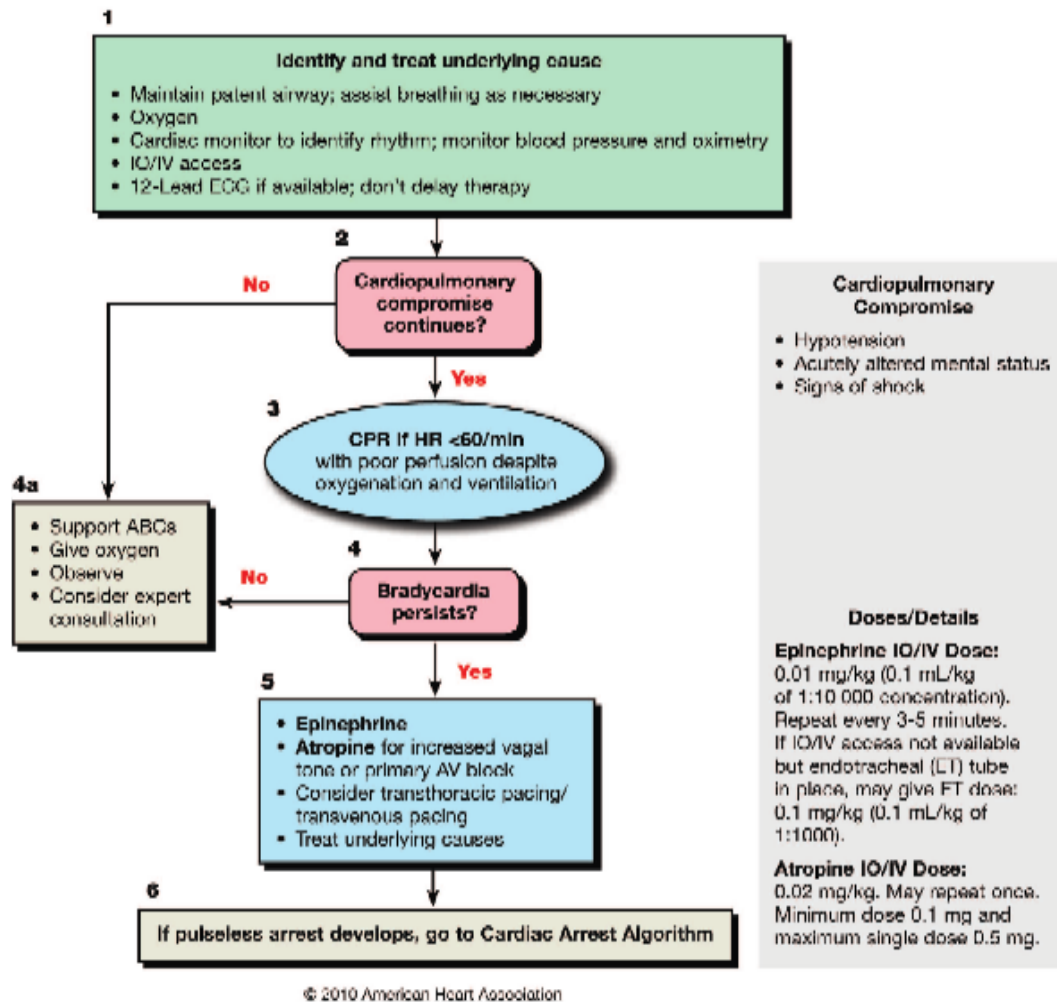 1
Identify and treat underlying cause
• Maintain patent airway; assist breathing as necessary
• Oxygen
• Cardiac monitor to identify rhythm; monitor blood pressure and oximetry
• IO/IV access
• 12-Lead ECG if available; don't delay therapy
2
Cardiopulmonary
compromise
continues?
No
Yes
3
CPR if HR <60/min
with poor perfusion despite
oxygenation and ventilation
4a
• Support ABCs
• Give oxygen
• Observe
• Consider expert
consultation
4
Bradycardia
persists?
No
Yes
5
• Epinephrine
• Atropine for increased vagal
tone or primary AV block
• Consider transthoracic pacing/
transvenous pacing
• Treat underlying causes
6
If pulseless arrest develops, go to Cardiac Arrest Algorithm
Cardiopulmonary
Compromise
• Hypotension
• Acutely altered mental status
• Signs of shock
Doses/Details
Epinephrine IO/IV Dose:
0.01 mg/kg (0.1 mL/kg
of 1:10 000 concentration).
Repeat every 3-5 minutes.
If IO/IV access not available
but endotracheal (ET) tube
in place, may give ET dose:
0.1 mg/kg (0.1 mL/kg of
1:1000).
Atropine IO/IV Dose:
0.02 mg/kg. May repeat once.
Minimum dose 0.1 mg and
maximum single dose 0.5 mg.
© 2010 American Heart Association